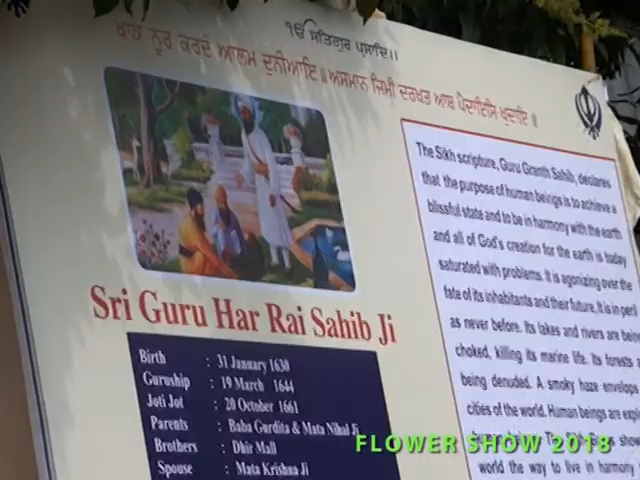 ੴ ਸਤਿਗੁਰ ਪ੍ਰਸਾਦਿ।।
ਖਾਕ ਨੂਰ ਕਰਦੰ ਆਲਮ ਦੁਨੀਆਇ॥ਅਸਮਾਨ ਜਿਮੀ ਦਰਖਤ ਆਬ ਪੈਦਾਇਸਿ ਖੁਦਾਇ॥
Sri Guru Har Rai Sahib Ji
Birth : 31 January 1630
Guruship : 19 March 1644
Joti Jot : 20 October 1661
Parents : Baba Gurdita & Mata Nihal Ji
Brothers : Dhir Mall
Spouse : Mata Krishna Ji
The Sikh scripture, Guru Granth Sahib, declares
that the purpose of human beings is to achieve a
blissful state and to be in harmony with the earth
and all of God's creation for the earth is today
saturated with problems. It is agonizing over the
fate of its inhabitants and their future, It is in peril
as never before. Its lakes and rivers are being
choked, killing its marine life. Its forests
being denuded. A smoky haze envelops
cities of the world. Human beings are
world the way to live in harmony
FLOWER SHOW 2018